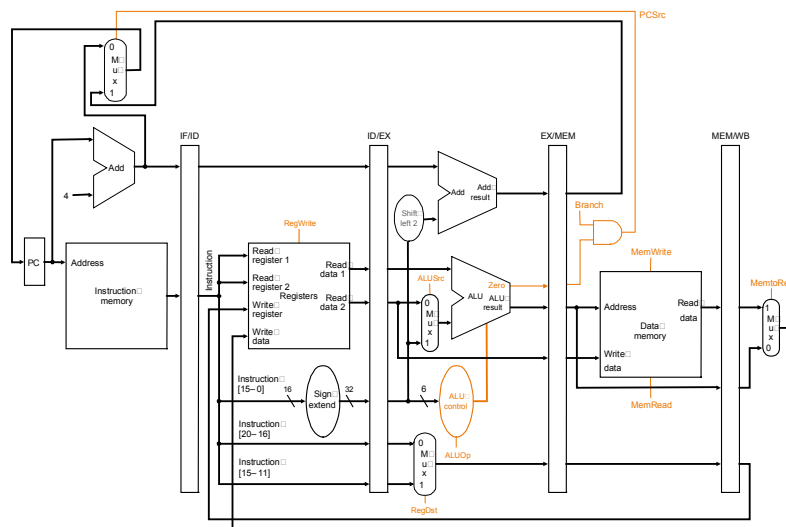 PCSrc
0
M
u
x
1
IF/ID
ID/EX
EX/MEM
MEM/WB
Add
4
Add
Add
result
Shift
left 2
Branch
RegWrite
MemWrite
PC
Address
Instruction
memory
Instruction
Read
register 1
Read
register 2
Registers
Write
register
Write
data
Read
data 1
Read
data 2
ALUSrc
0
M
u
x
1
Zero
ALU
ALU
result
Address
Read
data
Data
memory
Write
data
MemtoRe
1
M
u
x
0
MemRead
Instruction
[15–0]
16
Sign
extend
32
6
ALU
control
ALUOp
Instruction
[20–16]
Instruction
[15–11]
0
M
u
x
1
RegDst